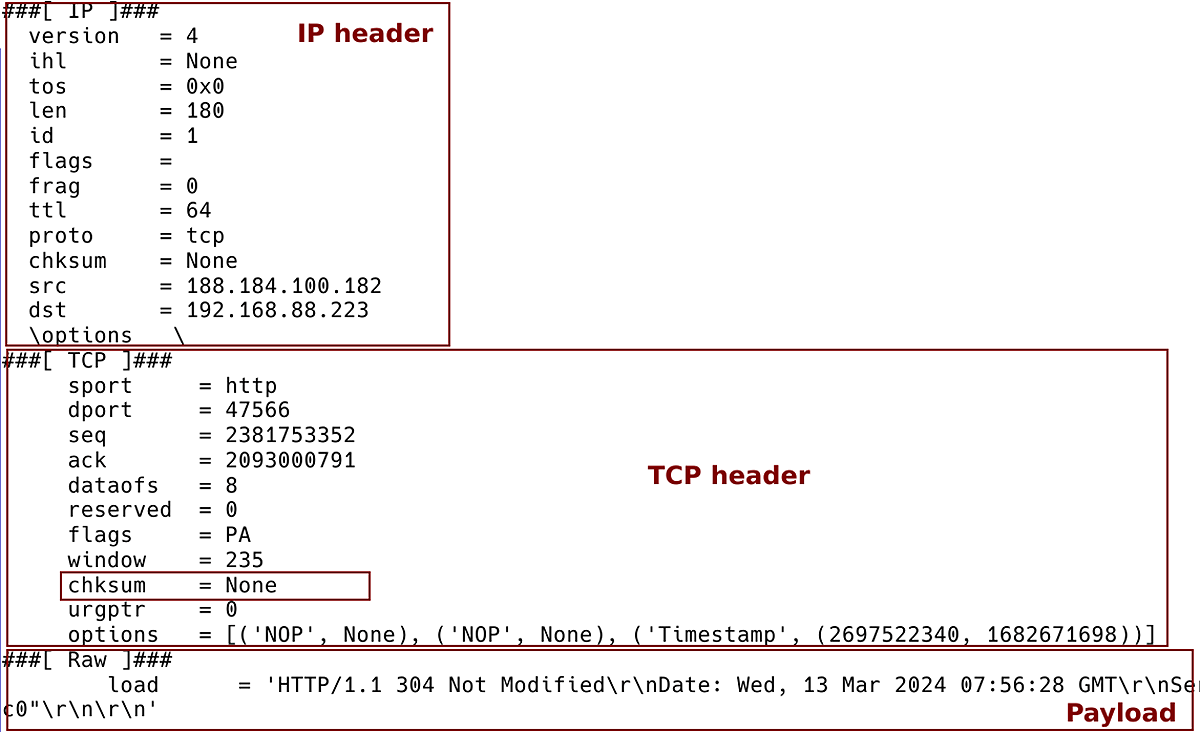 ###[ IP ]###
version = 4 IP header
ihl = None
tos = 0x0
len = 180
id = 1
flags =
frag = 0
ttl = 64
proto = tcp
chksum = None
src = 188.184.100.182
dst = 192.168.88.223
\options \
###[ TCP ]###
sport = http
dport = 47566
seq = 2381753352
ack = 2093000791
dataofs = 8
TCP header
reserved = 0
flags = PA
window = 235
chksum = None
urgptr = 0
options = [('NOP', None), ('NOP', None), ('Timestamp', (2697522340, 1682671698))]
###[ Raw ]###
load = 'HTTP/1.1 304 Not Modified\r\nDate: Wed, 13 Mar 2024 07:56:28 GMT\r\nSer
c0"\r\n\r\n'
Payload